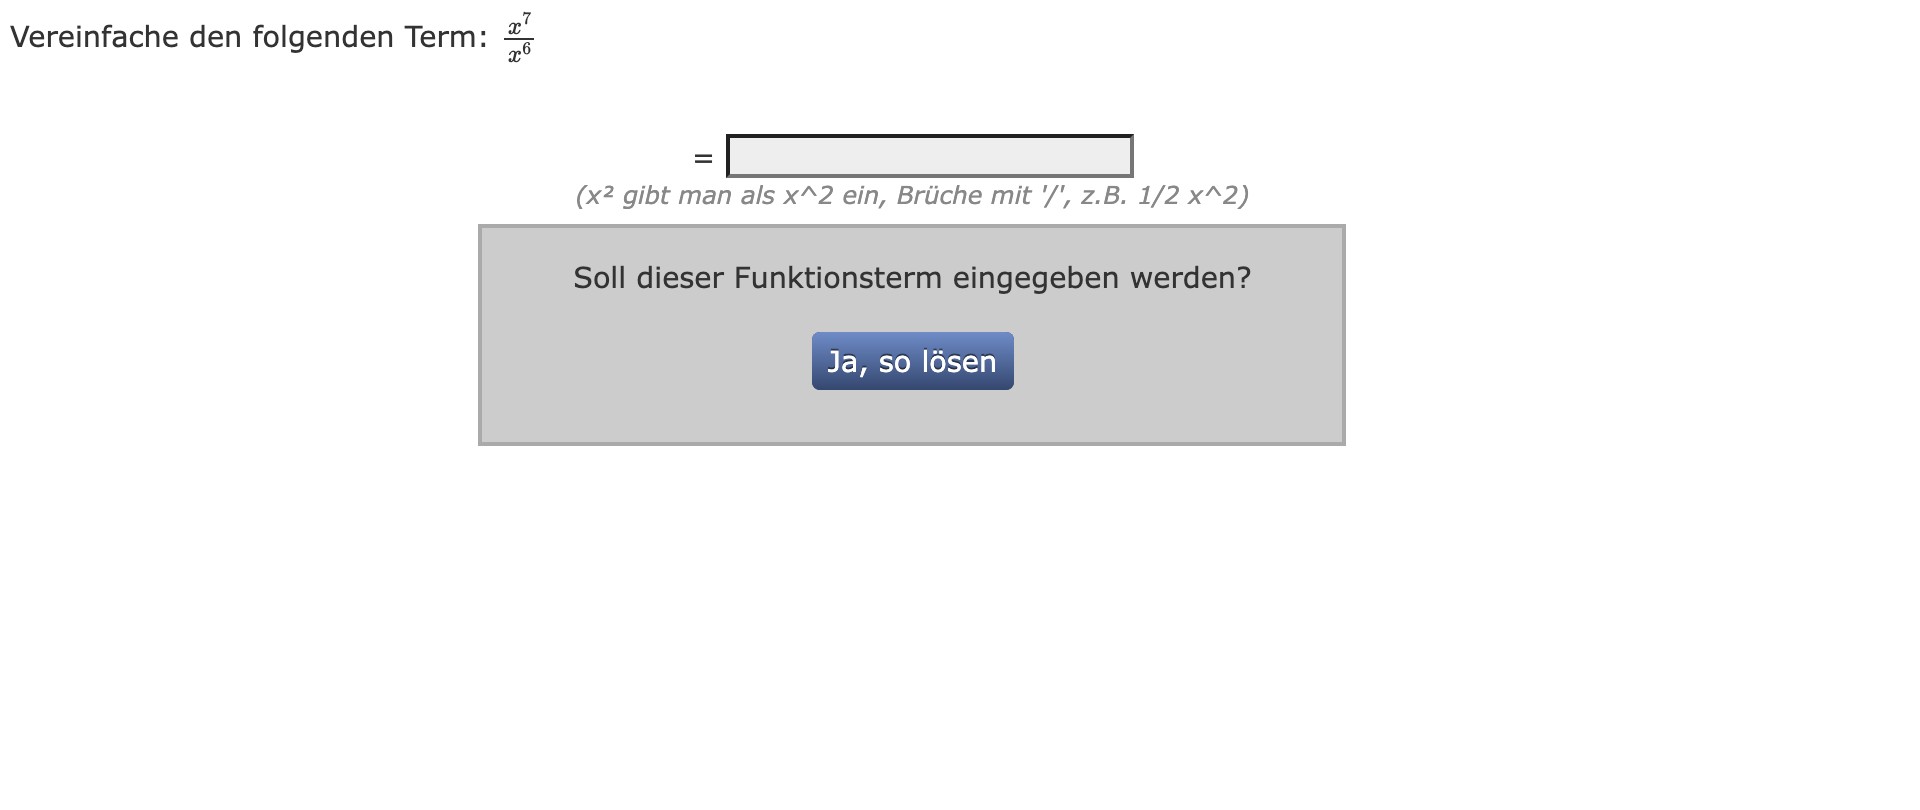 Vereinfache den folgenden Term: x^7/x^6
=
(x² gibt man als x^2 ein, Brüche mit '/', z.B. 1/2 x^2)
Soll dieser Funktionsterm eingegeben werden?
Ja, so lösen